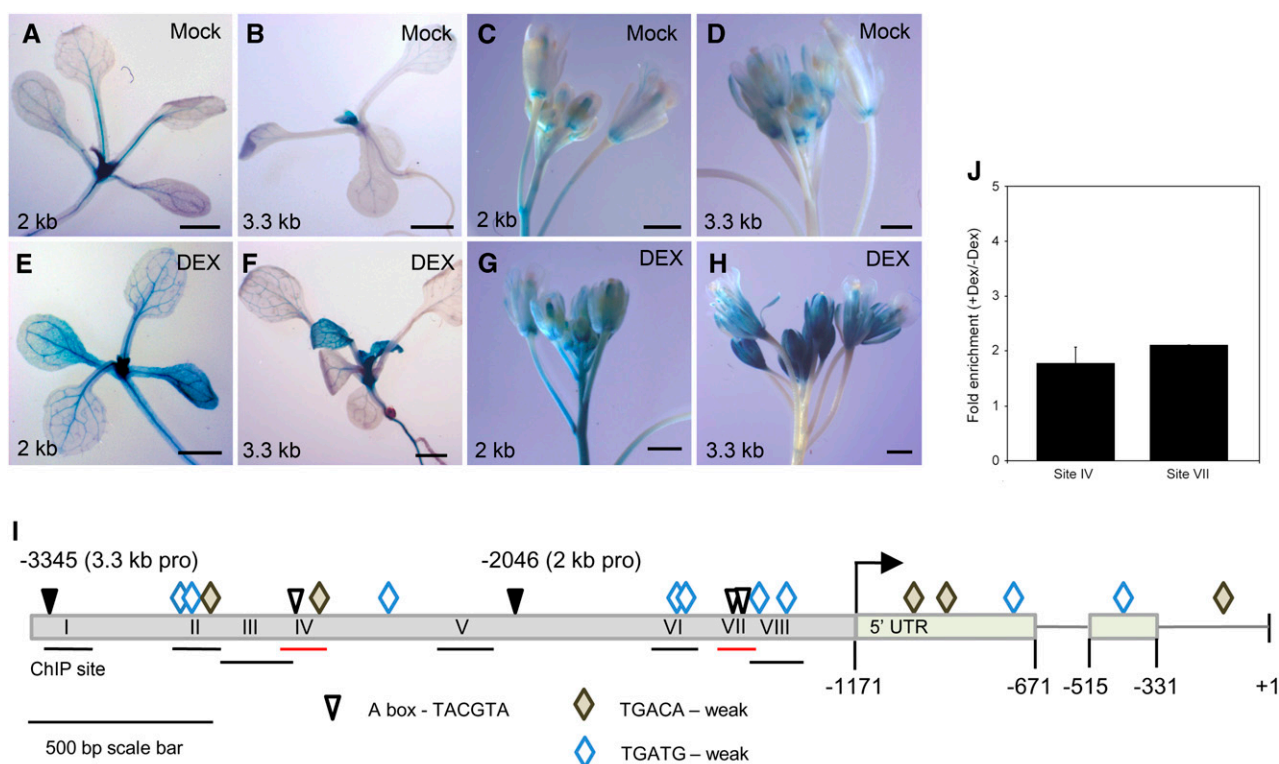 A Mock
2 kb
B Mock
3.3 kb
C Mock
2 kb
D Mock
3.3 kb
E DEX
2 kb
F DEX
3.3 kb
G DEX
2 kb
H DEX
3.3 kb
J
Fold enrichment (+Dex/-Dex)
5
4
3
2
1
0
Site IV Site VII
I
-3345 (3.3 kb pro) -2046 (2 kb pro)
I II III IV V VI VII VIII 5' UTR
ChIP site
-1171 -671 -515 -331 +1
A box - TACGTA
TGACA – weak
TGATG – weak
500 bp scale bar